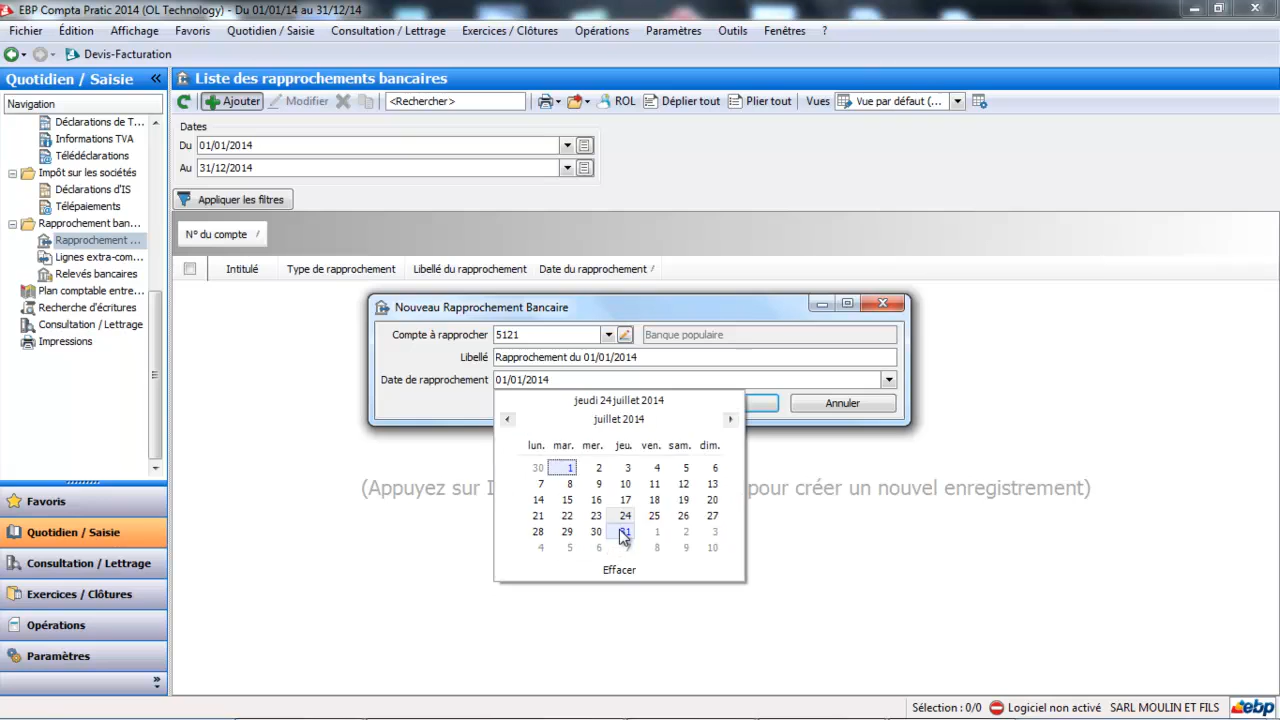 EBP Compta Pratic 2014 (OL Technology) - Du 01/01/14 au 31/12/14
Fichier Édition Affichage Favoris Quotidien / Saisie Consultation / Lettrage Exercices / Clôtures Opérations Paramètres Outils Fenêtres ?
Devis-Facturation
Quotidien / Saisie «
Liste des rapprochements bancaires
Navigation
Ajouter Modifier <Rechercher> ROL Déplier tout Plier tout Vues Vue par défaut (...
Déclarations de T...
Informations TVA
Télédéclarations
Impôt sur les sociétés
Déclarations d'IS
Télépaiements
Rapprochement ban...
Rapprochement ...
Lignes extra-com...
Relevés bancaires
Plan comptable entre...
Recherche d'écritures
Consultation / Lettrage
Impressions
Dates
Du 01/01/2014
Au 31/12/2014
Appliquer les filtres
N° du compte /
Intitulé Type de rapprochement Libellé du rapprochement Date du rapprochement /
Nouveau Rapprochement Bancaire
Compte à rapprocher 5121 Banque populaire
Libellé Rapprochement du 01/01/2014
Date de rapprochement 01/01/2014
Annuler
jeudi 24 juillet 2014
juillet 2014
lun. mar. mer. jeu. ven. sam. dim.
30 1 2 3 4 5 6
7 8 9 10 11 12 13
14 15 16 17 18 19 20
21 22 23 24 25 26 27
28 29 30 31 1 2 3
4 5 6 7 8 9 10
Effacer
(Appuyez sur I pour créer un nouvel enregistrement)
Favoris
Quotidien / Saisie
Consultation / Lettrage
Exercices / Clôtures
Opérations
Paramètres
»
Sélection : 0/0 Logiciel non activé SARL MOULIN ET FILS ebp